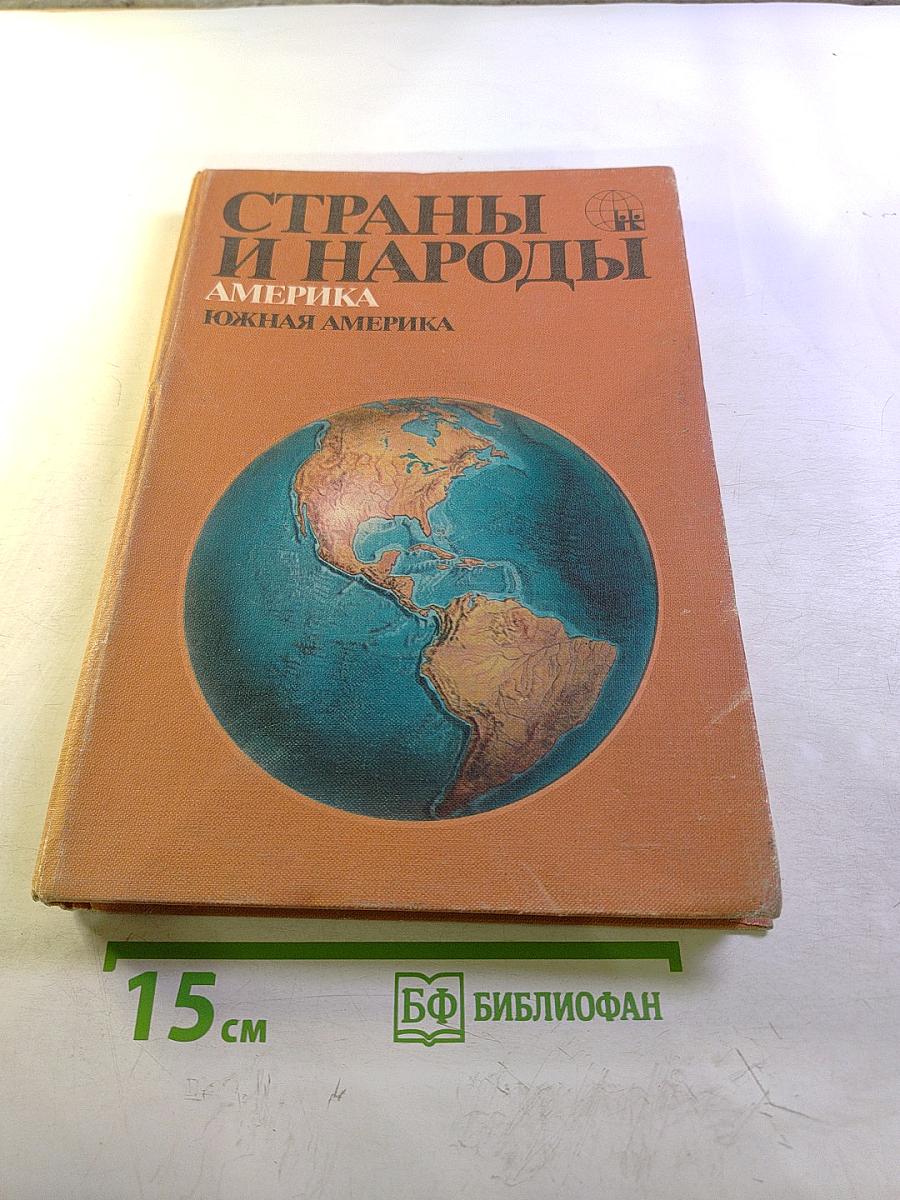 СТРАНЫ
И НАРОДЫ
АМЕРИКА
ЮЖНАЯ АМЕРИКА
15 см
БФ БИБЛИОФАН